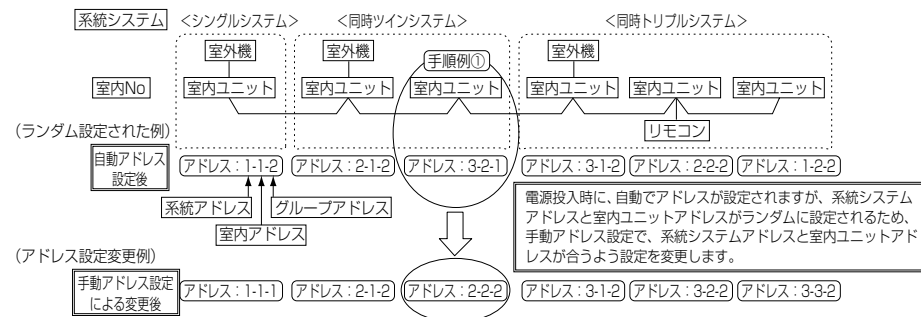 系統システム <シングルシステム> <同時ツインシステム> <同時トリプルシステム>
室外機 室外機 室外機
手順例①
室内No 室内ユニット 室内ユニット 室内ユニット 室内ユニット 室内ユニット 室内ユニット
リモコン
(ランダム設定された例)
自動アドレス
設定後
アドレス:1-1-2 アドレス:2-1-2 アドレス:3-2-1 アドレス:3-1-2 アドレス:2-2-2 アドレス:1-2-2
系統アドレス グループアドレス
室内アドレス
電源投入時に、自動でアドレスが設定されますが、系統システム
アドレスと室内ユニットアドレスがランダムに設定されるため、
手動アドレス設定で、系統システムアドレスと室内ユニットアド
レスが合うよう設定を変更します。
(アドレス設定変更例)
手動アドレス設定
による変更後
アドレス:1-1-1 アドレス:2-1-2 アドレス:2-2-2 アドレス:3-1-2 アドレス:3-2-2 アドレス:3-3-2